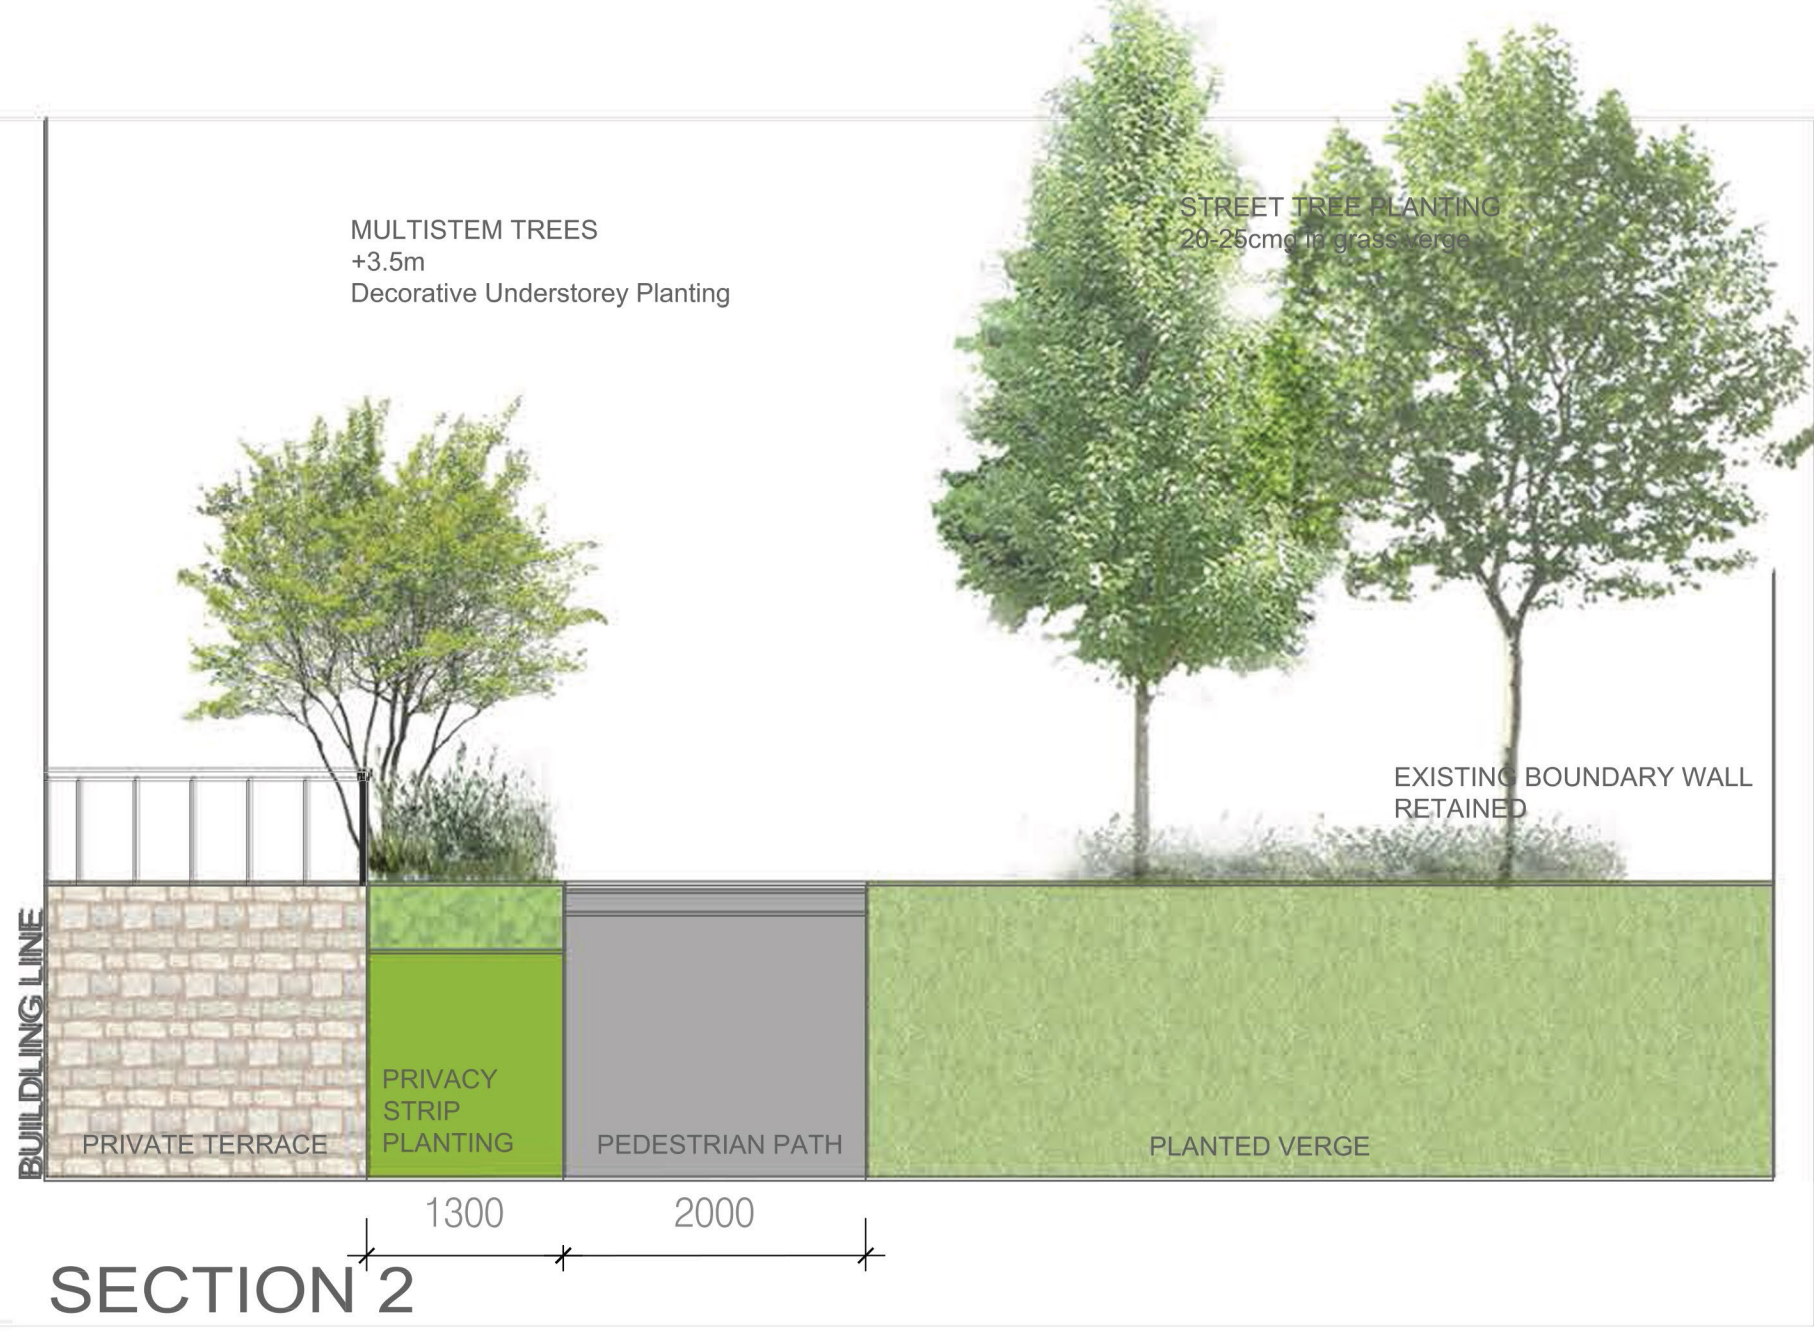 MULTISTEM TREES
+3.5m
Decorative Understorey Planting
STREET TREE PLANTING
20-25cmg in grass verge
EXISTING BOUNDARY WALL
RETAINED
BUILDLING LINE
PRIVATE TERRACE
PRIVACY
STRIP
PLANTING
PEDESTRIAN PATH
PLANTED VERGE
1300
2000
SECTION 2